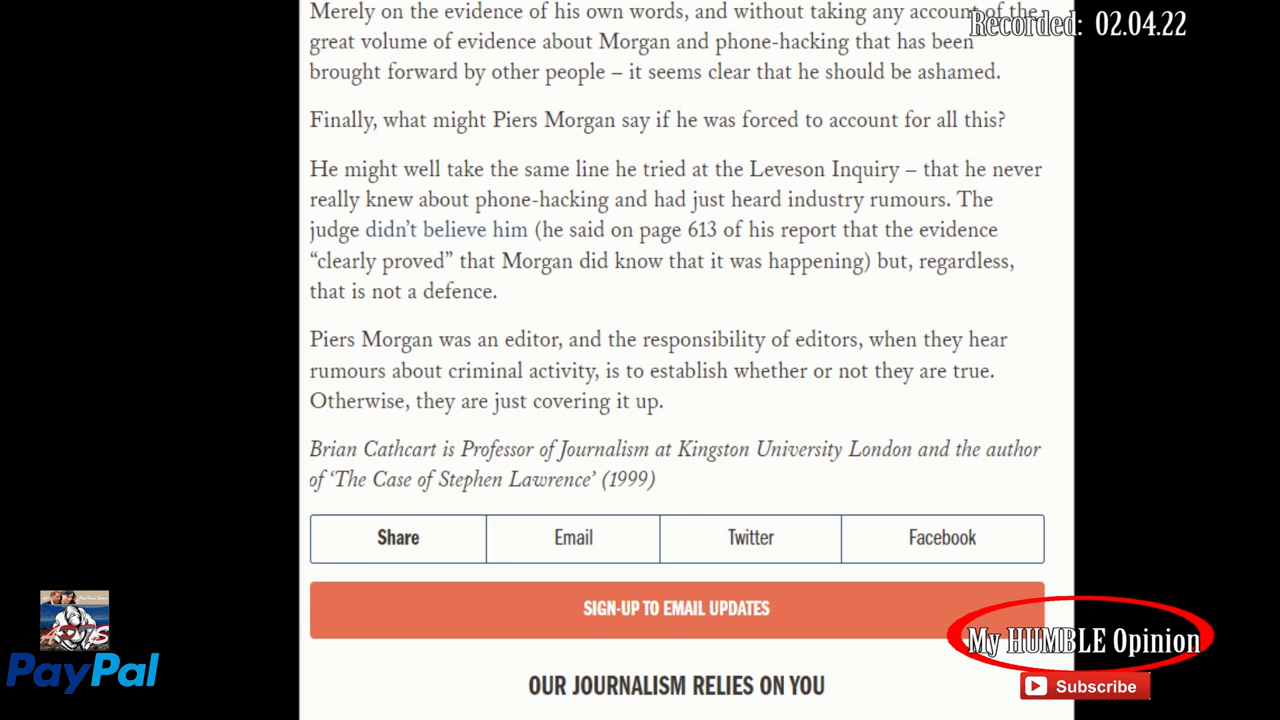 Merely on the evidence of his own words, and without taking any account of the
Recorded: 02.04.22
great volume of evidence about Morgan and phone-hacking that has been
brought forward by other people – it seems clear that he should be ashamed.
Finally, what might Piers Morgan say if he was forced to account for all this?
He might well take the same line he tried at the Leveson Inquiry – that he never
really knew about phone-hacking and had just heard industry rumours. The
judge didn’t believe him (he said on page 613 of his report that the evidence
“clearly proved” that Morgan did know that it was happening) but, regardless,
that is not a defence.
Piers Morgan was an editor, and the responsibility of editors, when they hear
rumours about criminal activity, is to establish whether or not they are true.
Otherwise, they are just covering it up.
Brian Cathcart is Professor of Journalism at Kingston University London and the author
of ‘The Case of Stephen Lawrence’ (1999)
Share Email Twitter Facebook
SIGN-UP TO EMAIL UPDATES
My HUMBLE Opinion
PayPal
Subscribe
OUR JOURNALISM RELIES ON YOU